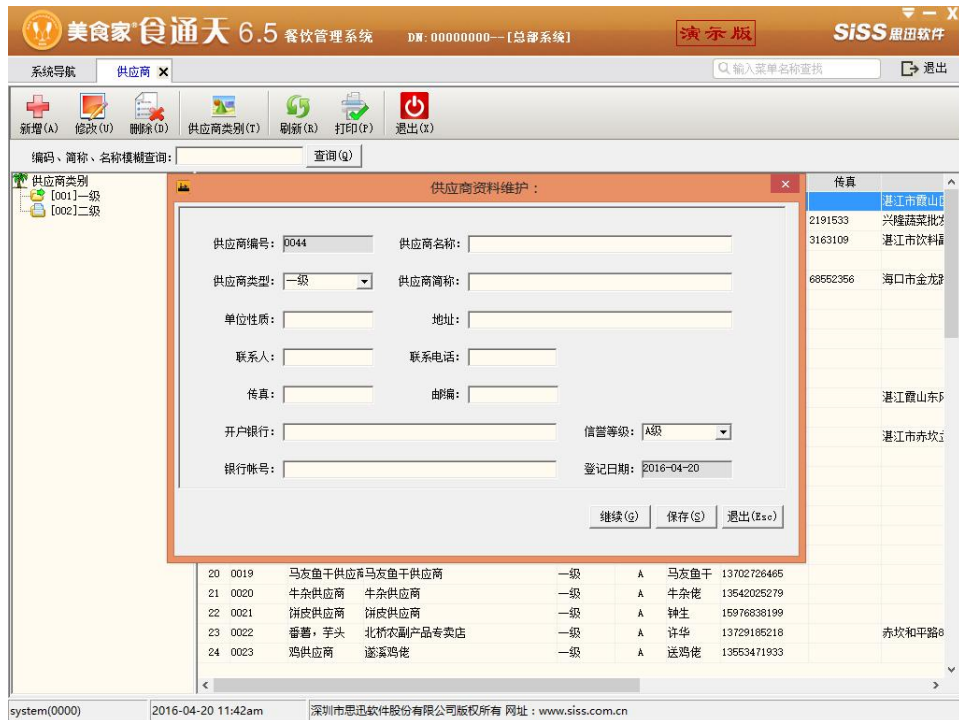 美食家®食通天 6.5 餐饮管理系统 DN:00000000--[总部系统] 演示版 SiSS 思迅软件
系统导航 供应商 X 输入菜单名称查找 退出
新增(A) 修改(U) 删除(D) 供应商类别(T) 刷新(R) 打印(P) 退出(X)
编码、简称、名称模糊查询: 查询(Q)
供应商类别
[001]一级
[002]二级
传真
湛江市霞山区
2191533 兴隆蔬菜批发
3163109 湛江市饮料副
68552356 海口市金龙路
湛江霞山东风
湛江市赤坎立
供应商资料维护:
供应商编号: 0044 供应商名称:
供应商类型: 一级 供应商简称:
单位性质: 地址:
联系人: 联系电话:
传真: 邮编:
开户银行: 信誉等级: A级
银行帐号: 登记日期: 2016-04-20
继续(G) 保存(S) 退出(Esc)
20 0019 马友鱼干供应商 马友鱼干供应商 一级 A 马友鱼干 13702726465
21 0020 牛杂供应商 牛杂供应商 一级 A 牛杂佬 13542025279
22 0021 饼皮供应商 饼皮供应商 一级 A 钟生 15976838199
23 0022 番薯,芋头 北桥农副产品专卖店 一级 A 许华 13729185218 赤坎和平路8
24 0023 鸡供应商 遂溪鸡佬 一级 A 送鸡佬 13553471933
system(0000) 2016-04-20 11:42am 深圳市思迅软件股份有限公司版权所有 网址:www.siss.com.cn